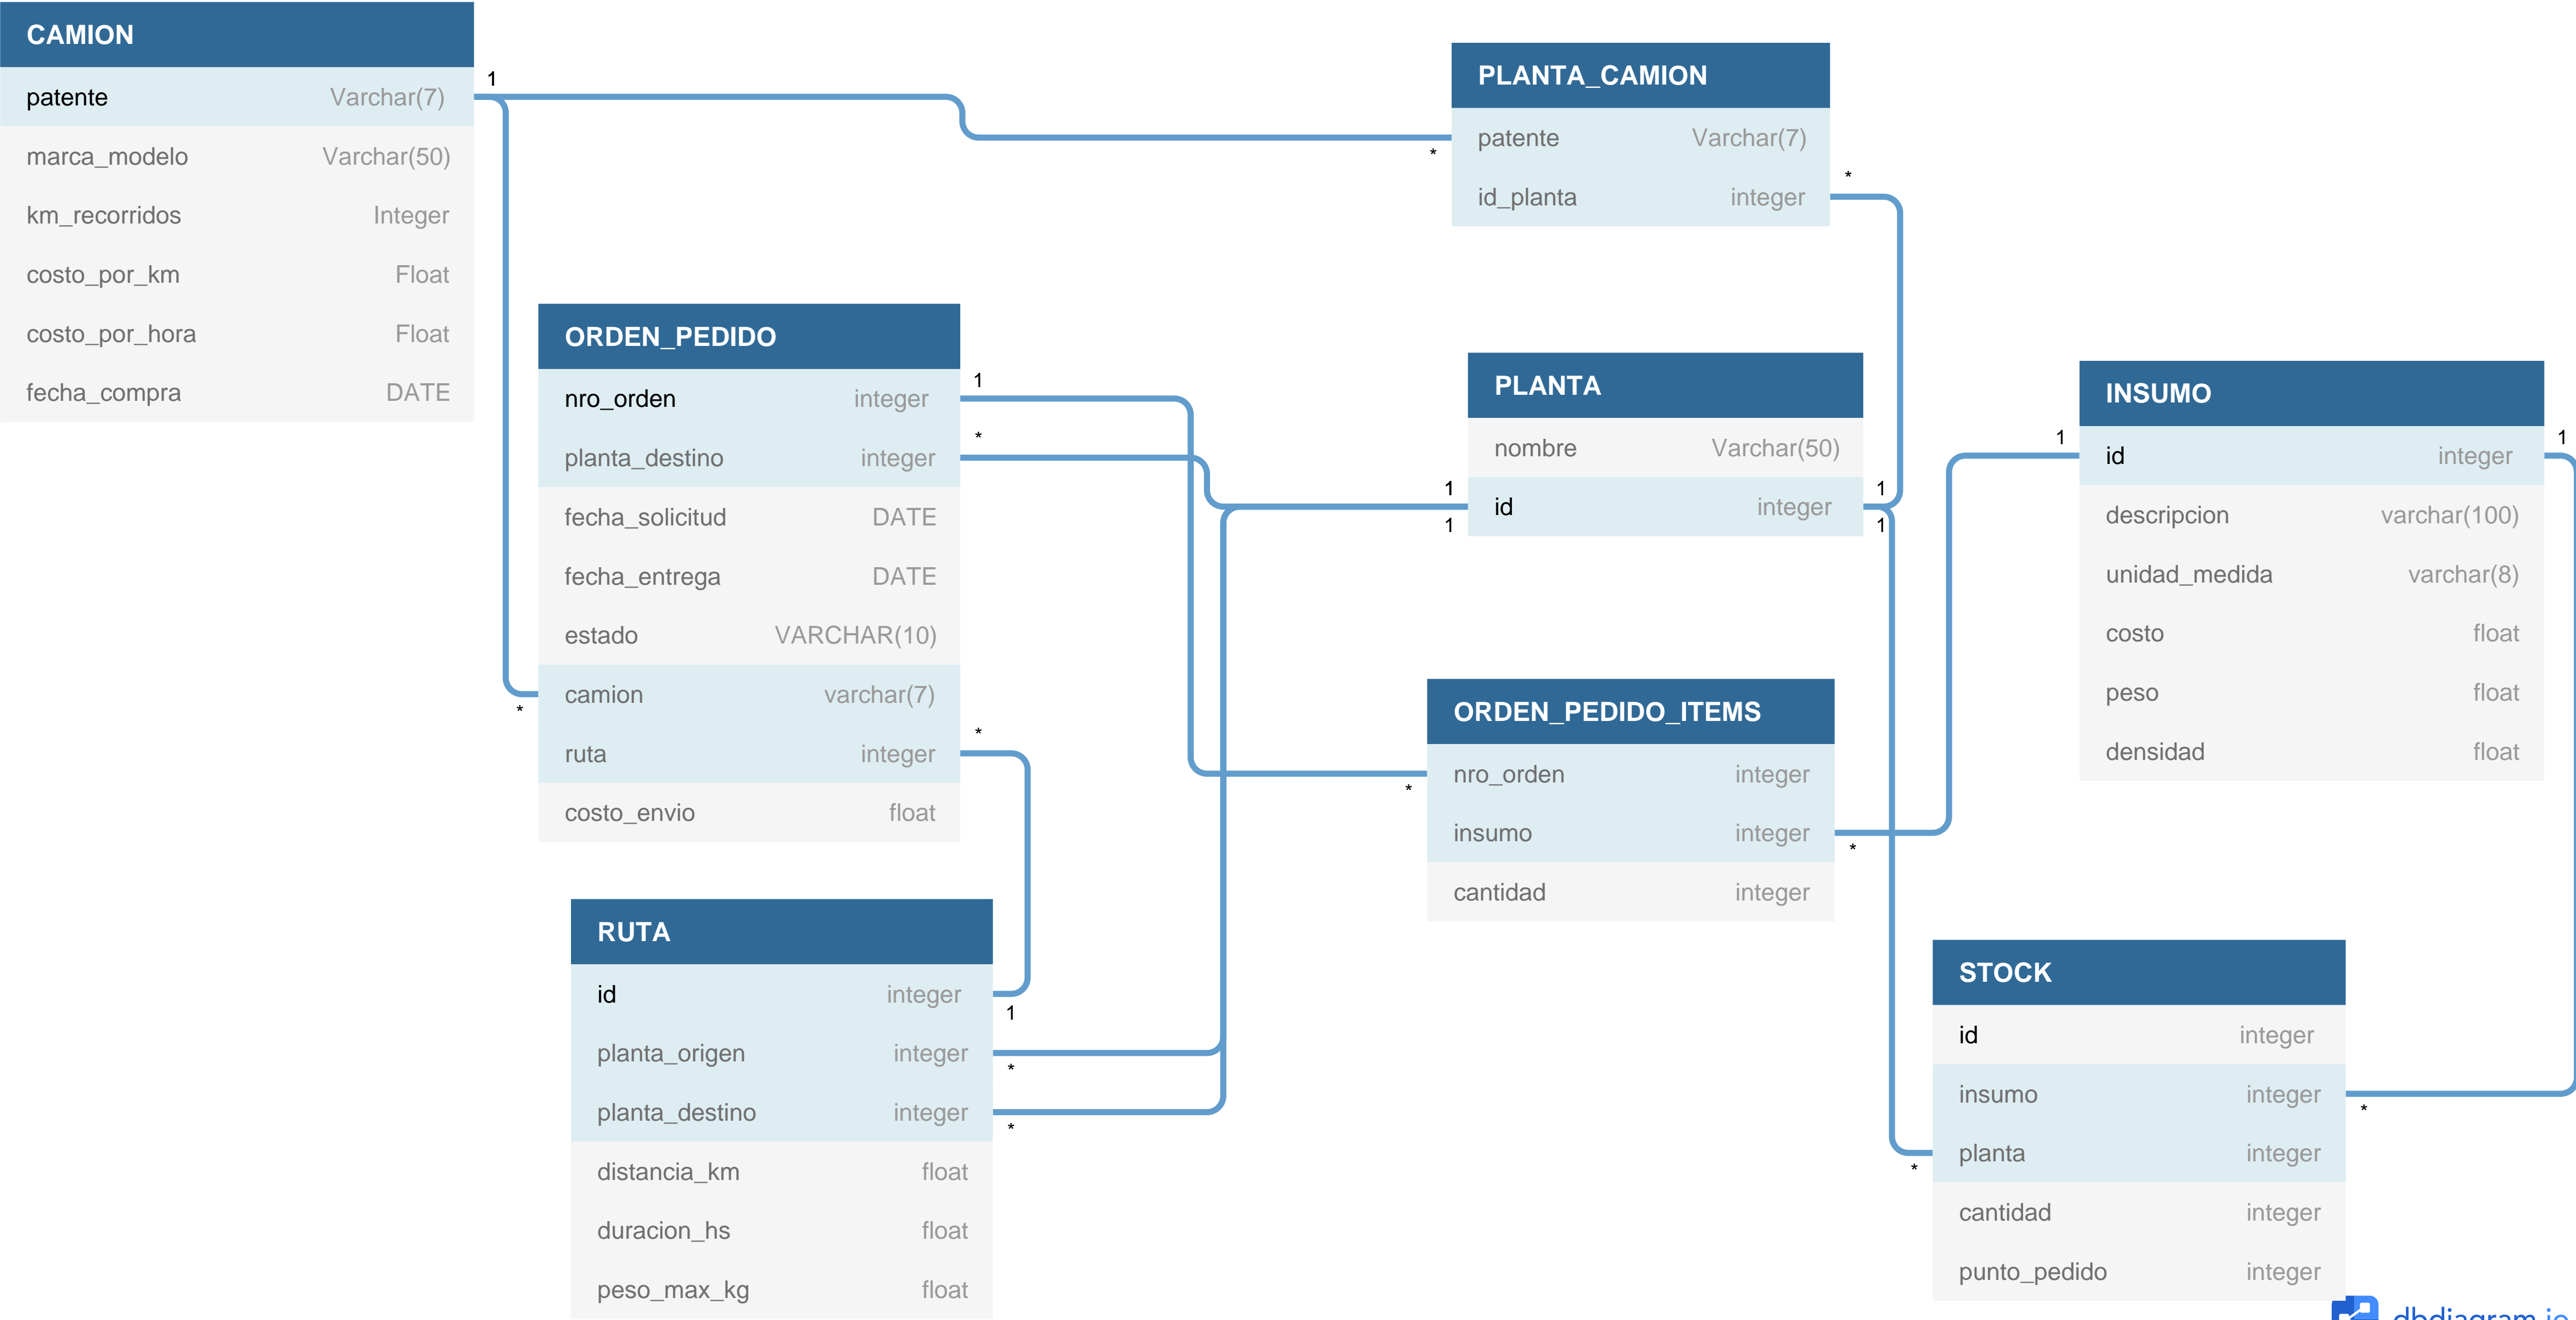 CAMION
patente Varchar(7)
marca_modelo Varchar(50)
km_recorridos Integer
costo_por_km Float
costo_por_hora Float
fecha_compra DATE
1
*
PLANTA_CAMION
patente Varchar(7)
id_planta integer
*
*
ORDEN_PEDIDO
nro_orden integer
planta_destino integer
fecha_solicitud DATE
fecha_entrega DATE
estado VARCHAR(10)
camion varchar(7)
ruta integer
costo_envio float
1
*
*
PLANTA
nombre Varchar(50)
id integer
1
1
1
1
INSUMO
id integer
descripcion varchar(100)
unidad_medida varchar(8)
costo float
peso float
densidad float
1
1
ORDEN_PEDIDO_ITEMS
nro_orden integer
insumo integer
cantidad integer
*
*
RUTA
id integer
planta_origen integer
planta_destino integer
distancia_km float
duracion_hs float
peso_max_kg float
1
*
*
STOCK
id integer
insumo integer
planta integer
cantidad integer
punto_pedido integer
*
*
dbdiagram.io